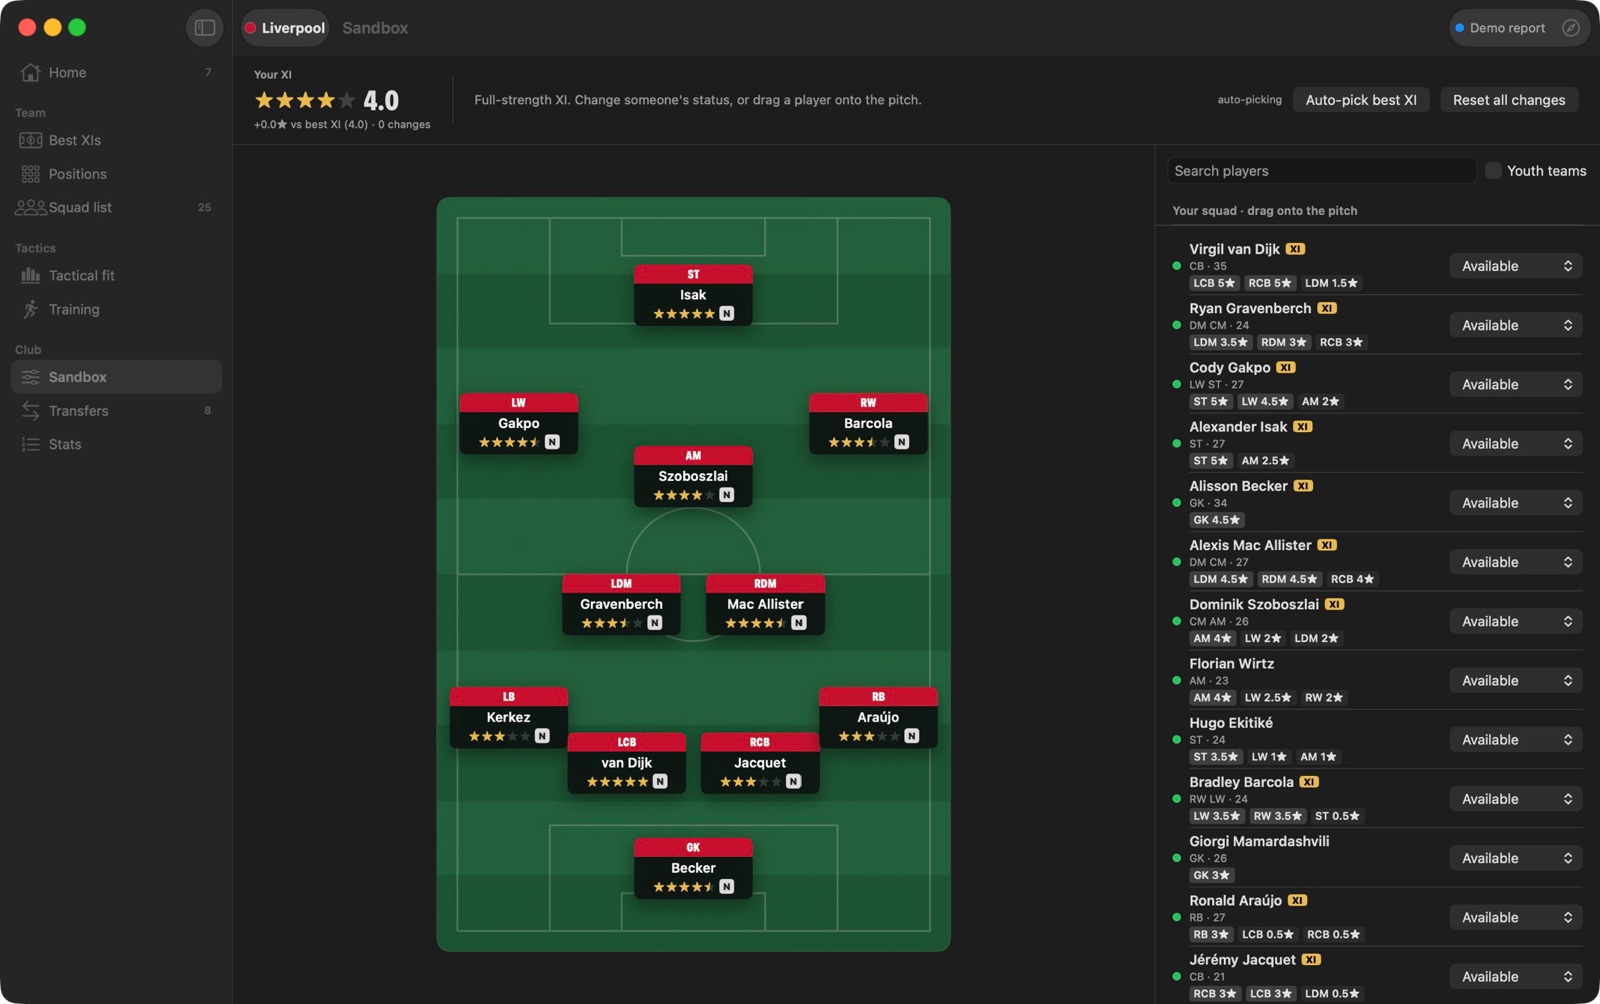 Liverpool
Sandbox
Demo report
Home 7
Team
Best XIs
Positions
Squad list 25
Tactics
Tactical fit
Training
Club
Sandbox
Transfers 8
Stats
Your XI
★★★★★ 4.0
+0.0★ vs best XI (4.0) · 0 changes
Full-strength XI. Change someone's status, or drag a player onto the pitch.
auto-picking
Auto-pick best XI
Reset all changes
ST
Isak
N
LW
Gakpo
N
RW
Barcola
N
AM
Szoboszlai
N
LDM
Gravenberch
N
RDM
Mac Allister
N
LB
Kerkez
N
RB
Araújo
N
LCB
van Dijk
N
RCB
Jacquet
N
GK
Becker
N
Search players
Youth teams
Your squad · drag onto the pitch
Virgil van Dijk XI
CB · 35
LCB 5★ RCB 5★ LDM 1.5★
Available
Ryan Gravenberch XI
DM CM · 24
LDM 3.5★ RDM 3★ RCB 3★
Available
Cody Gakpo XI
LW ST · 27
ST 5★ LW 4.5★ AM 2★
Available
Alexander Isak XI
ST · 27
ST 5★ AM 2.5★
Available
Alisson Becker XI
GK · 34
GK 4.5★
Available
Alexis Mac Allister XI
DM CM · 27
LDM 4.5★ RDM 4.5★ RCB 4★
Available
Dominik Szoboszlai XI
CM AM · 26
AM 4★ LW 2★ LDM 2★
Available
Florian Wirtz
AM · 23
AM 4★ LW 2.5★ RW 2★
Available
Hugo Ekitiké
ST · 24
ST 3.5★ LW 1★ AM 1★
Available
Bradley Barcola XI
RW LW · 24
LW 3.5★ RW 3.5★ ST 0.5★
Available
Giorgi Mamardashvili
GK · 26
GK 3★
Available
Ronald Araújo XI
RB · 27
RB 3★ LCB 0.5★ RCB 0.5★
Available
Jérémy Jacquet XI
CB · 21
RCB 3★ LCB 3★ LDM 0.5★
Available